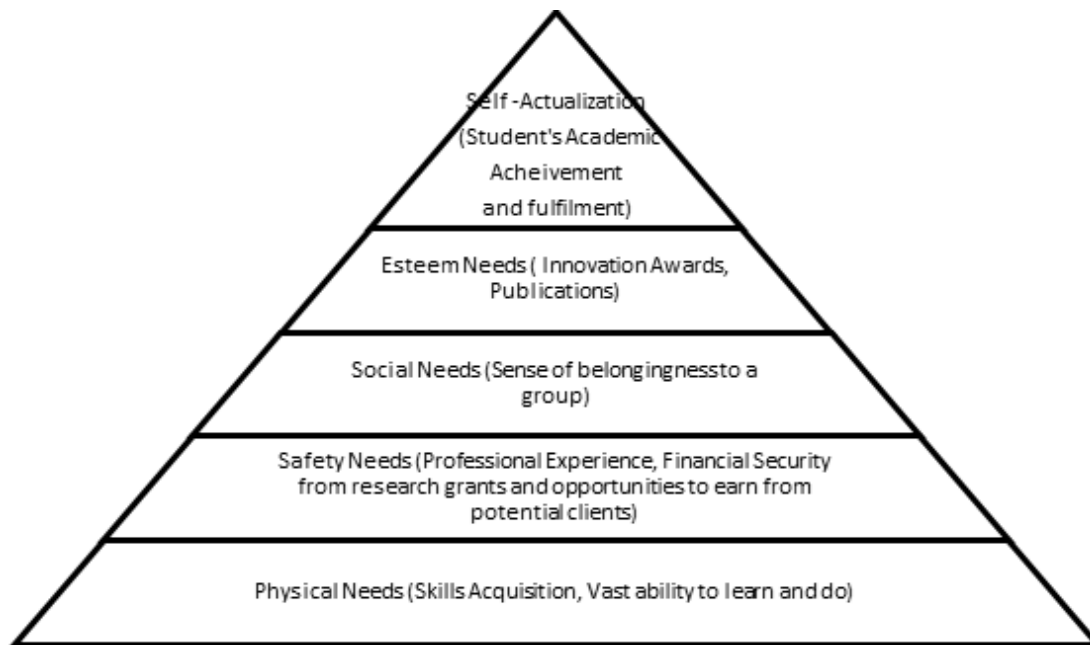 Self -Actualization
(Student's Academic
Acheivement
and fulfilment)
Esteem Needs ( Innovation Awards,
Publications)
Social Needs (Sense of belongingness to a
group)
Safety Needs (Professional Experience, Financial Security
from research grants and opportunities to earn from
potential clients)
Physical Needs (Skills Acquisition, Vast ability to learn and do)